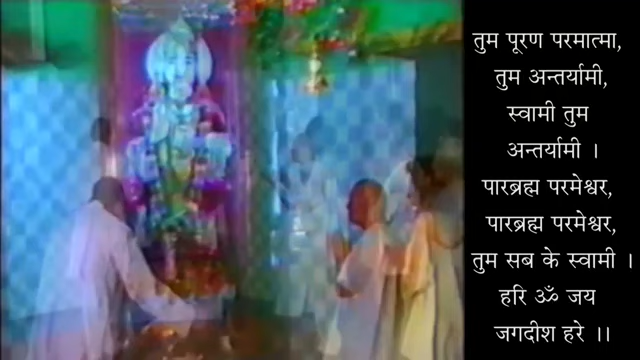 तुम पूरण परमात्मा,
तुम अन्तर्यामी,
स्वामी तुम
अन्तर्यामी ।
पारब्रह्म परमेश्वर,
पारब्रह्म परमेश्वर,
तुम सब के स्वामी ।
हरि ॐ जय
जगदीश हरे ।।